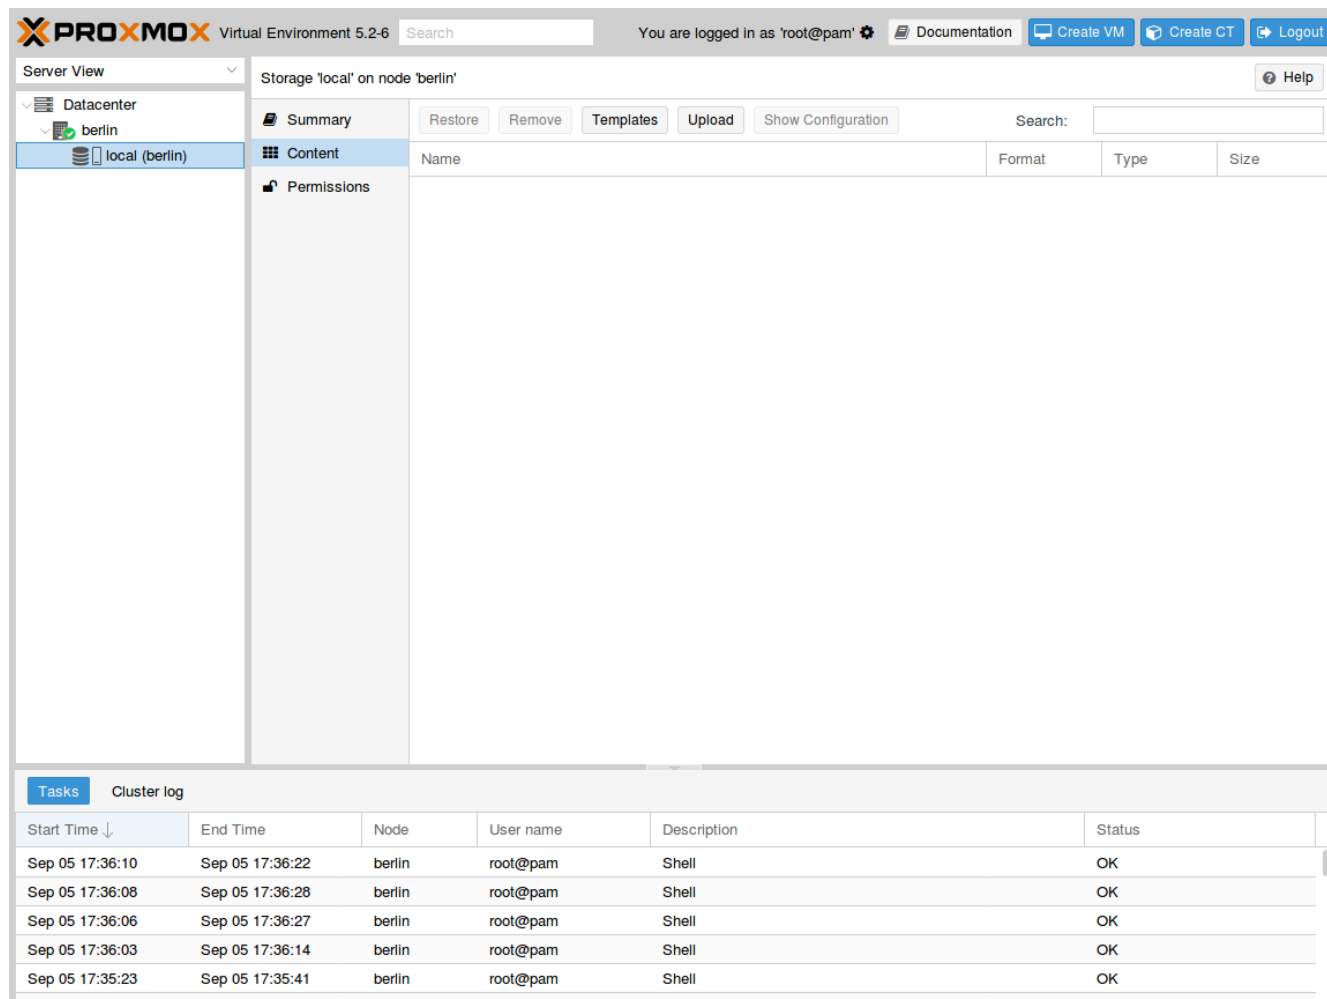 PROXMOX Virtual Environment 5.2-6 Search You are logged in as 'root@pam' Documentation Create VM Create CT Logout
Server View
Datacenter
berlin
local (berlin)
Storage 'local' on node 'berlin' Help
Summary
Content
Permissions
Restore Remove Templates Upload Show Configuration Search:
Name Format Type Size
Tasks Cluster log
Start Time End Time Node User name Description Status
Sep 05 17:36:10 Sep 05 17:36:22 berlin root@pam Shell OK
Sep 05 17:36:08 Sep 05 17:36:28 berlin root@pam Shell OK
Sep 05 17:36:06 Sep 05 17:36:27 berlin root@pam Shell OK
Sep 05 17:36:03 Sep 05 17:36:14 berlin root@pam Shell OK
Sep 05 17:35:23 Sep 05 17:35:41 berlin root@pam Shell OK